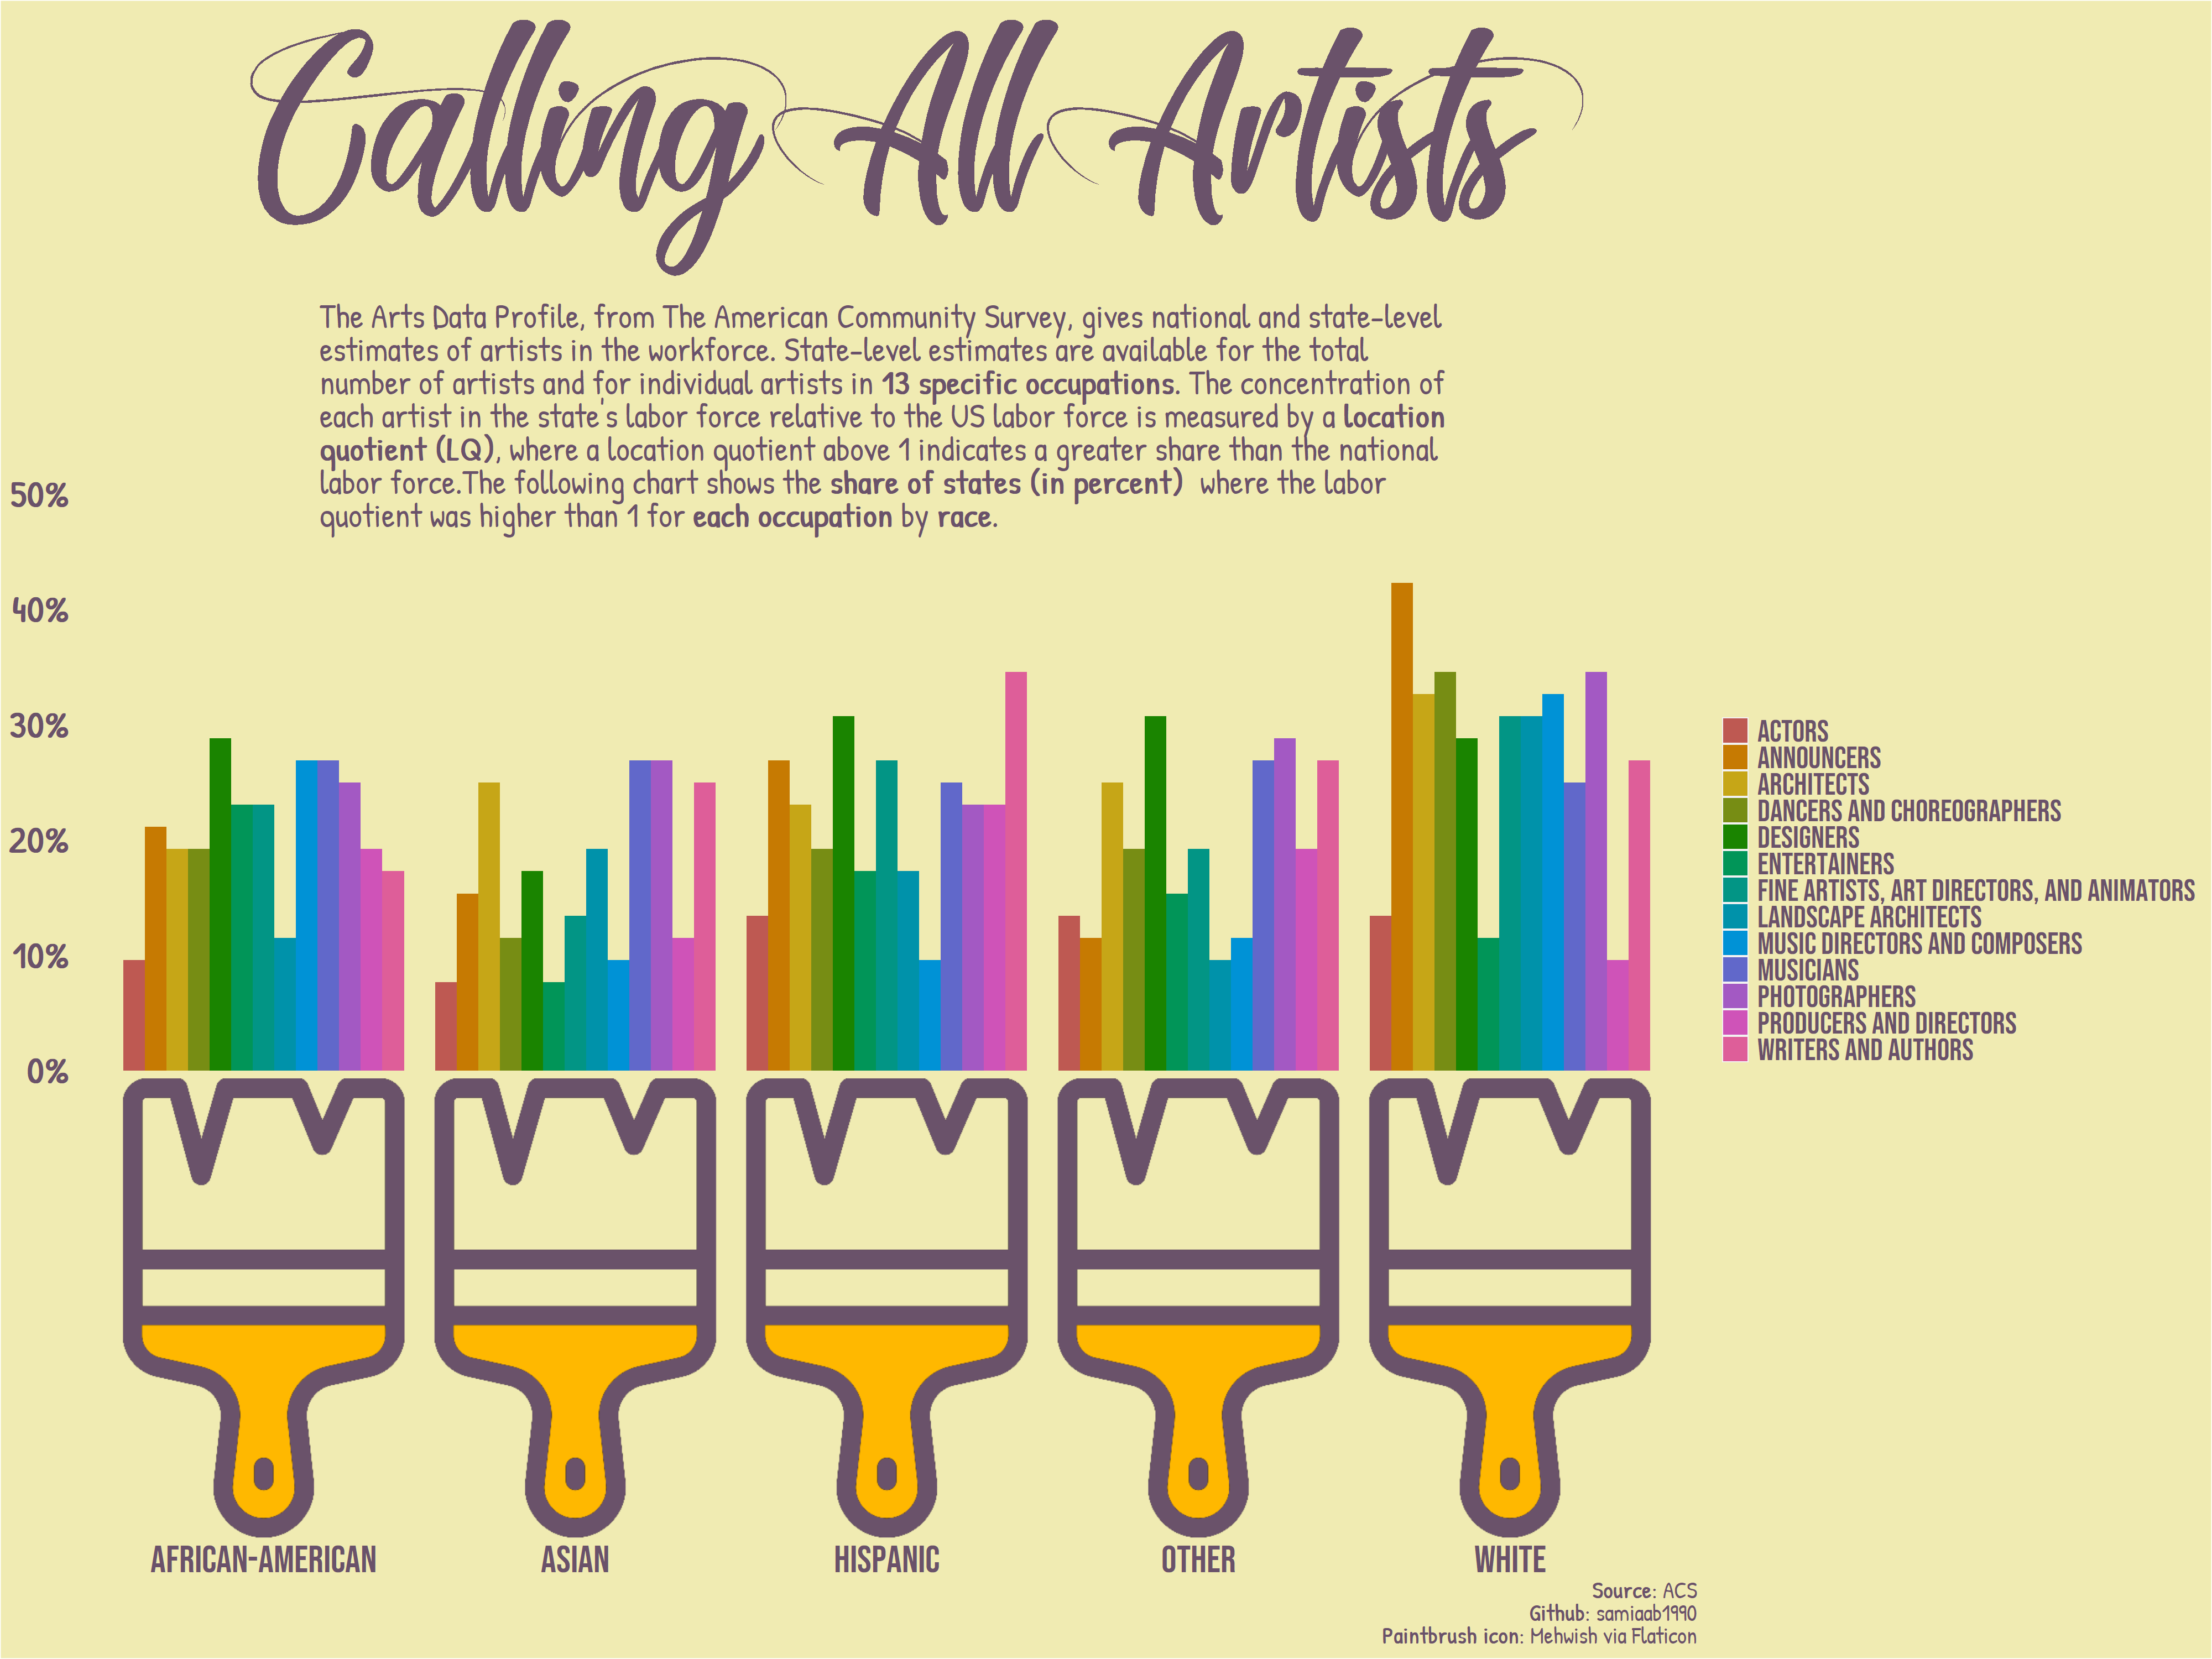 Calling All Artists
The Arts Data Profile, from The American Community Survey, gives national and state-level
estimates of artists in the workforce. State-level estimates are available for the total
number of artists and for individual artists in 13 specific occupations. The concentration of
each artist in the state's labor force relative to the US labor force is measured by a location
quotient (LQ), where a location quotient above 1 indicates a greater share than the national
labor force.The following chart shows the share of states (in percent) where the labor
quotient was higher than 1 for each occupation by race.
50%
40%
30%
20%
10%
0%
ACTORS
ANNOUNCERS
ARCHITECTS
DANCERS AND CHOREOGRAPHERS
DESIGNERS
ENTERTAINERS
FINE ARTISTS, ART DIRECTORS, AND ANIMATORS
LANDSCAPE ARCHITECTS
MUSIC DIRECTORS AND COMPOSERS
MUSICIANS
PHOTOGRAPHERS
PRODUCERS AND DIRECTORS
WRITERS AND AUTHORS
AFRICAN-AMERICAN
ASIAN
HISPANIC
OTHER
WHITE
Source: ACS
Github: samiaab1990
Paintbrush icon: Mehwish via Flaticon